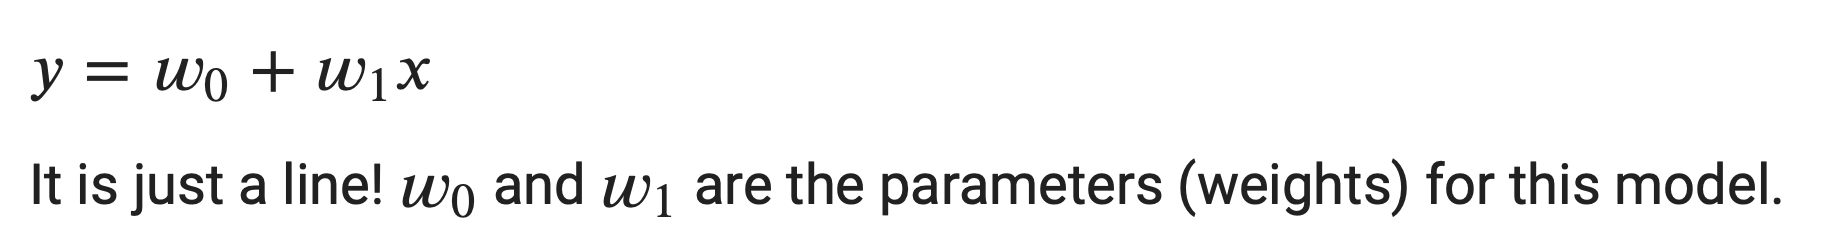 y = w₀ + w₁x
It is just a line! w₀ and w₁ are the parameters (weights) for this model.